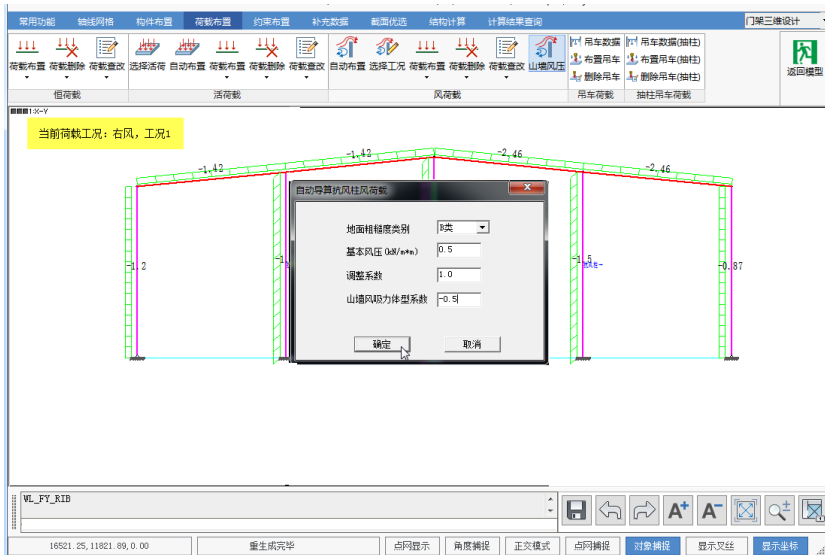 常用功能 轴线网格 构件布置 荷载布置 约束布置 补充数据 截面优选 结构计算 计算结果查询 门架三维设计
荷载布置 荷载删除 荷载查改 选择活荷 自动布置 荷载布置 荷载删除 荷载查改 自动布置 选择工况 荷载布置 荷载删除 荷载查改 山墙风压
吊车数据 吊车数据(抽柱)
布置吊车 布置吊车(抽柱)
删除吊车 删除吊车(抽柱)
返回模型
恒荷载 活荷载 风荷载 吊车荷载 抽柱吊车荷载
1:X-Y
当前荷载工况：右风，工况1
-1.42 -1.42 -2.46 -2.46
自动导算抗风柱风荷载
地面粗糙度类别 B类
基本风压(kN/m*m) 0.5
调整系数 1.0
山墙风吸力体型系数 -0.5
确定 取消
-1.2 -1.5 -0.87
WL_FY_RIB
16521.25,11821.89,0.00 重生成完毕 点网显示 角度捕捉 正交模式 点网捕捉 对象捕捉 显示叉丝 显示坐标